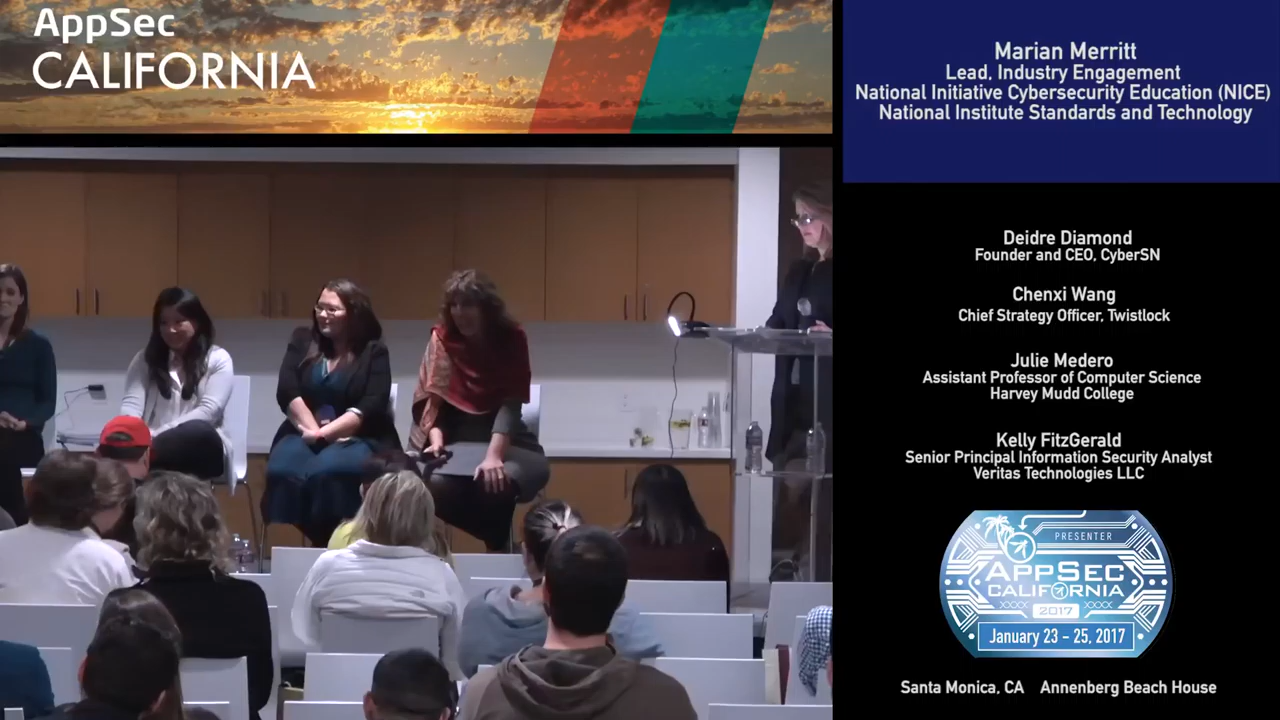 AppSec
CALIFORNIA
Marian Merritt
Lead, Industry Engagement
National Initiative Cybersecurity Education (NICE)
National Institute Standards and Technology
Deidre Diamond
Founder and CEO, CyberSN
Chenxi Wang
Chief Strategy Officer, Twistlock
Julie Medero
Assistant Professor of Computer Science
Harvey Mudd College
Kelly FitzGerald
Senior Principal Information Security Analyst
Veritas Technologies LLC
PRESENTER
APPSEC
CALIFORNIA
XXXX 2017 XXXX
January 23 - 25, 2017
Santa Monica, CA Annenberg Beach House